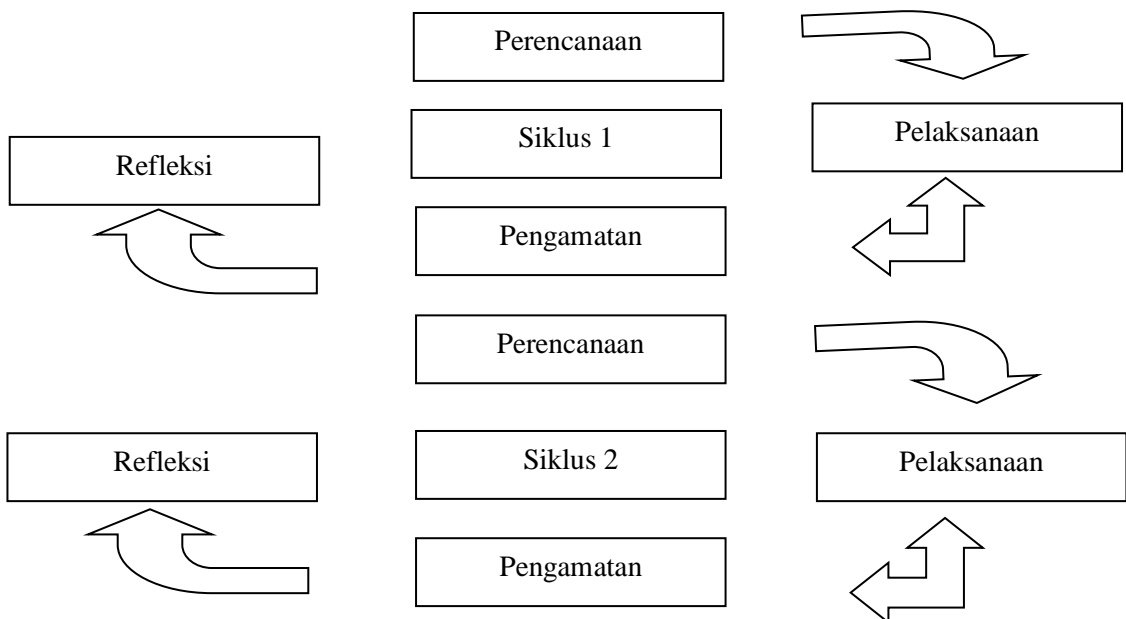 Perencanaan
Siklus 1
Pelaksanaan
Refleksi
Pengamatan
Perencanaan
Refleksi
Siklus 2
Pelaksanaan
Pengamatan